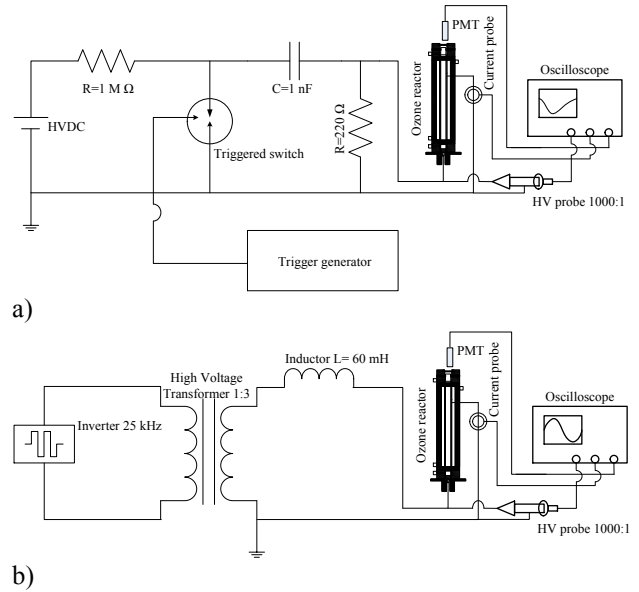 PMT
Current probe
Ozone reactor
Oscilloscope
R=1 M Ω
C=1 nF
HVDC
R=220 Ω
Triggered switch
HV probe 1000:1
Trigger generator
a)
Inductor L= 60 mH
PMT
High Voltage
Transformer 1:3
Current probe
Ozone reactor
Oscilloscope
Inverter 25 kHz
HV probe 1000:1
b)